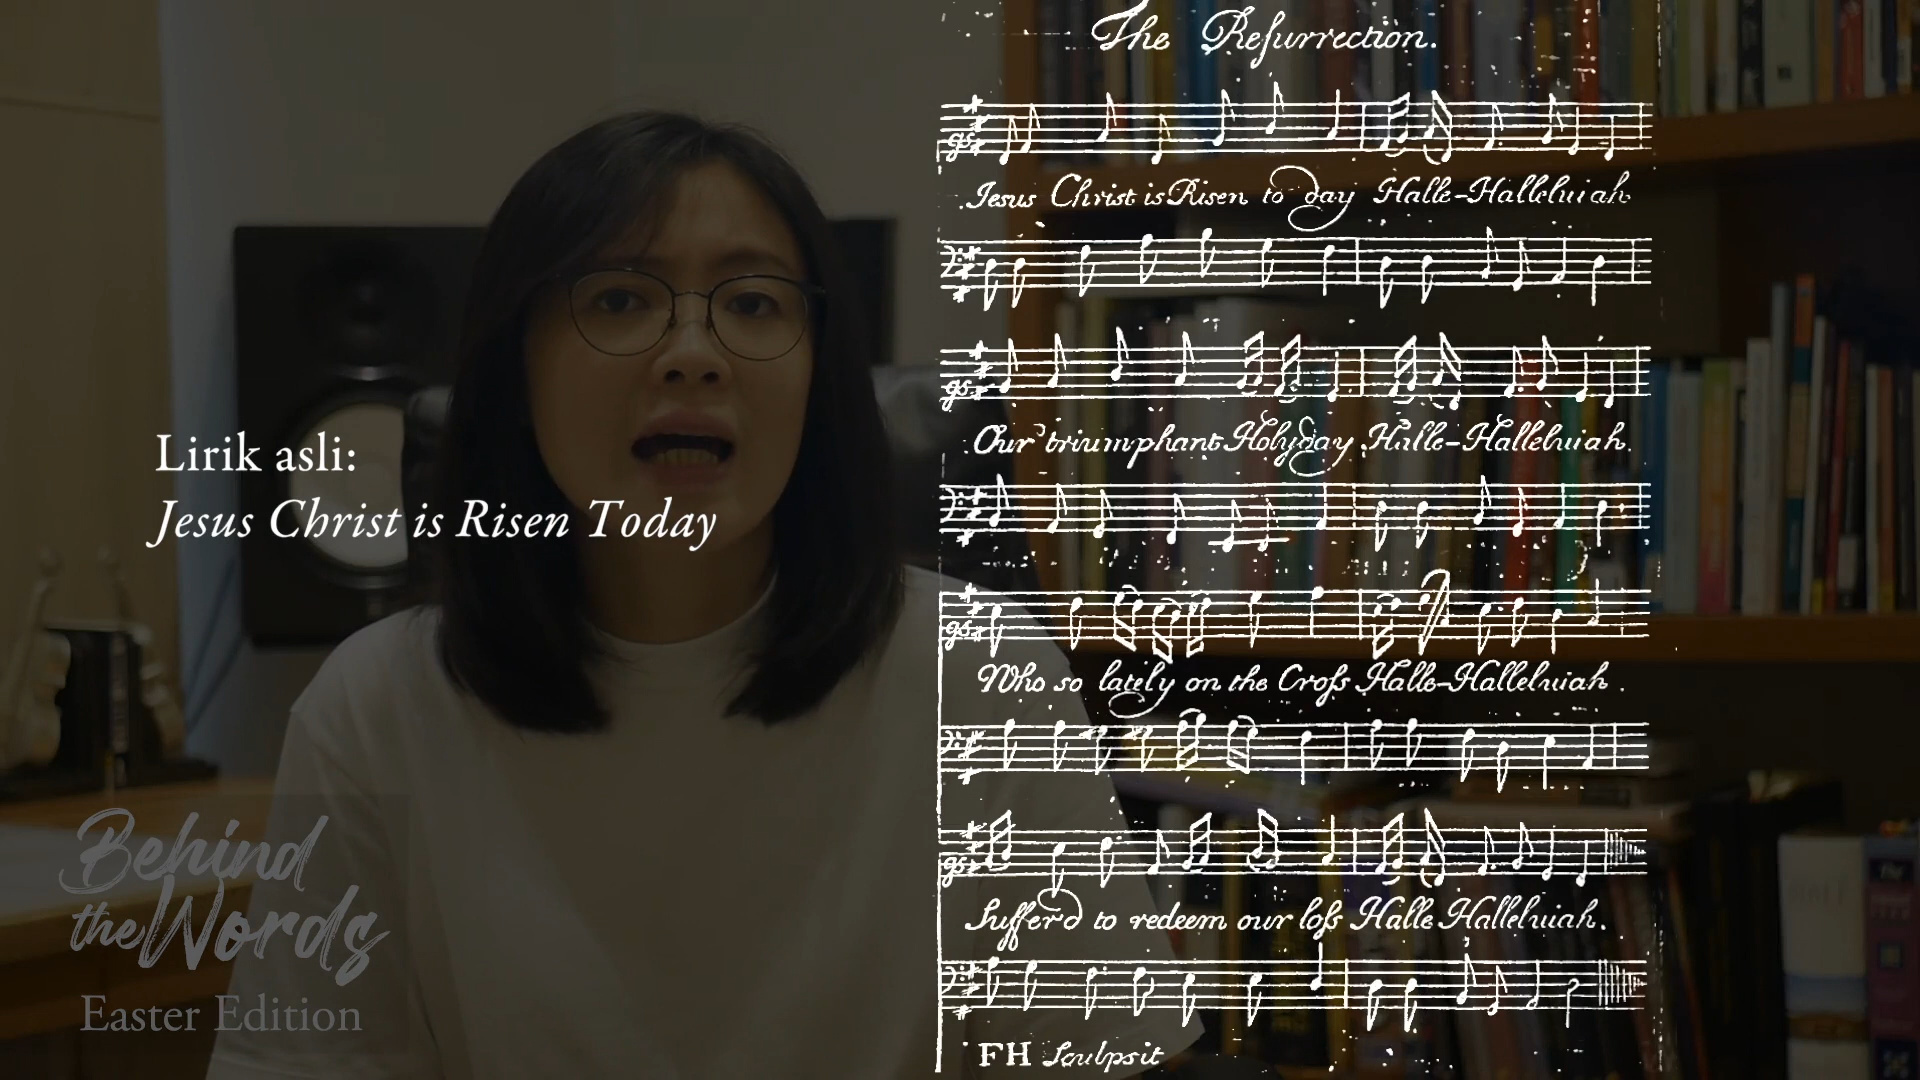 Lirik asli:
Jesus Christ is Risen Today
Behind
the Words
Easter Edition
The Resurrection.
Jesus Christ is Risen to day Halle-Halleluiah
Our triumphant Holyday Halle-Halleluiah.
Who so lately on the Croſs Halle-Halleluiah.
Suffer'd to redeem our loſs Halle Halleluiah.
FH Sculpsit